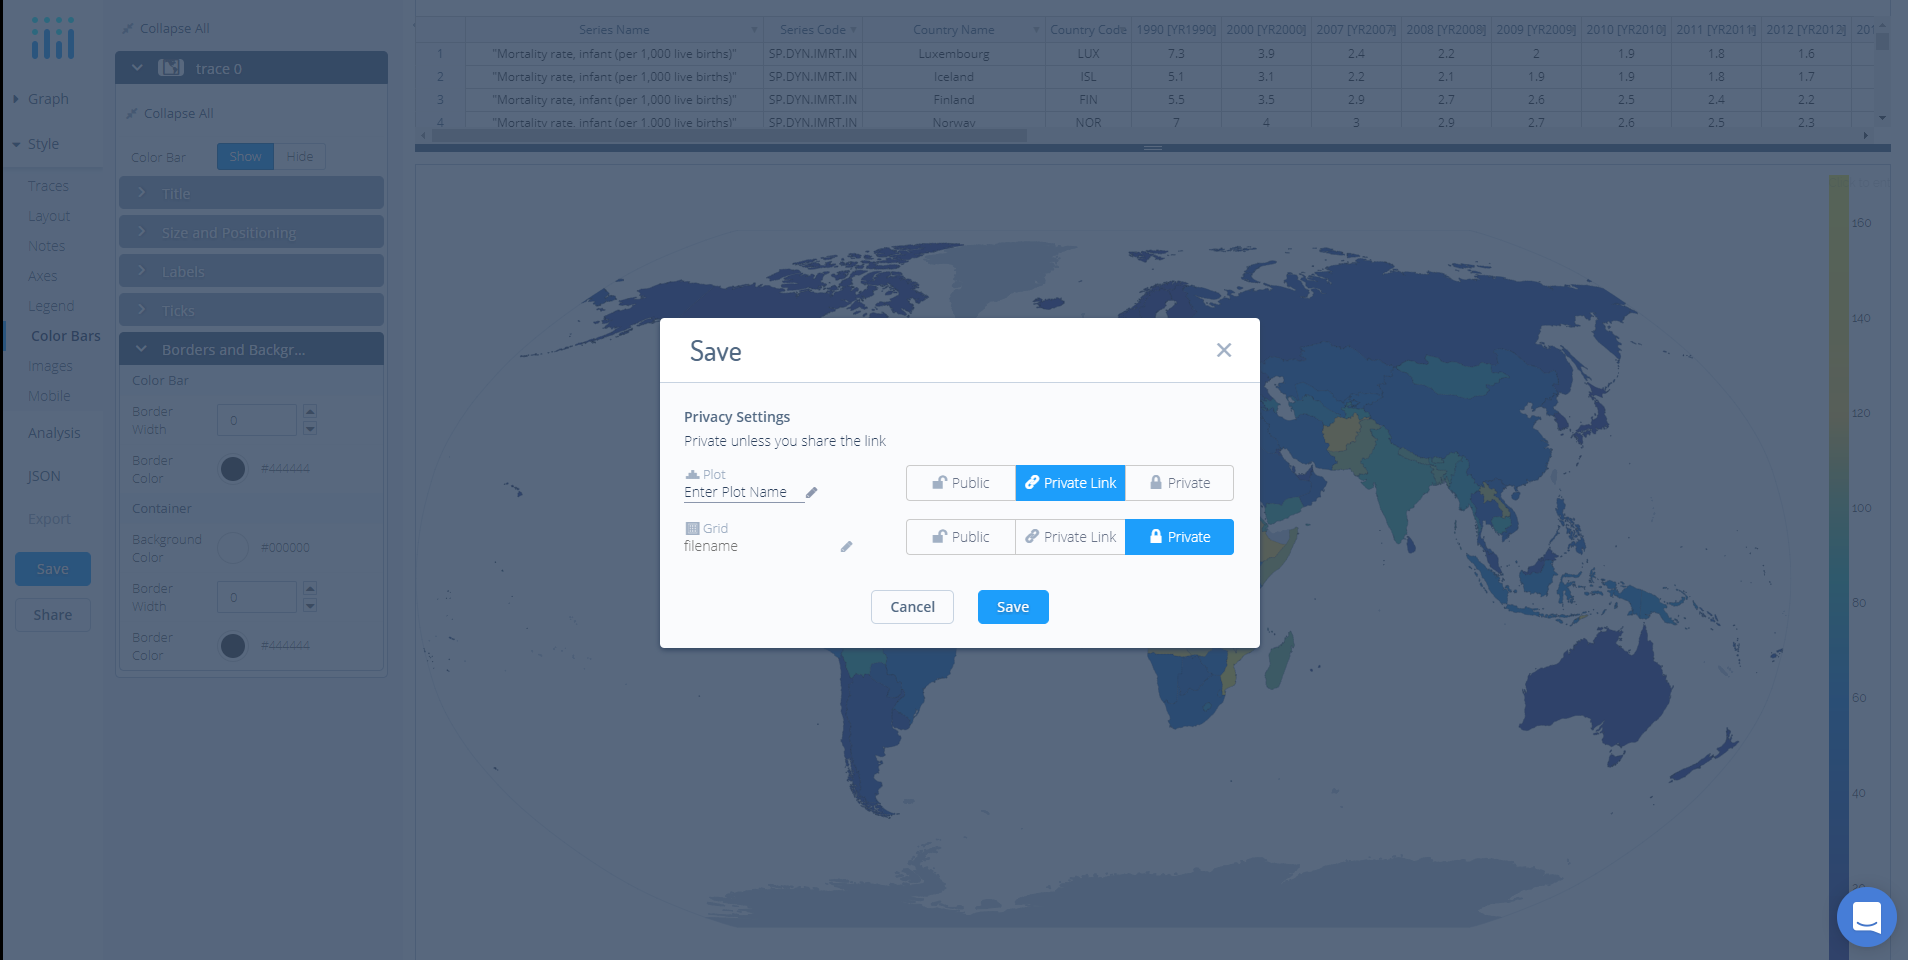 Collapse All
trace 0
Graph
Collapse All
Style
Color Bar Show Hide
Traces
Title
Layout
Size and Positioning
Notes
Axes
Labels
Legend
Ticks
Color Bars
Borders and Backgr...
Images
Color Bar
Mobile
Border Width 0
Analysis
Border Color #444444
JSON
Container
Export
Background Color #000000
Save
Border Width 0
Share
Border Color #444444
Series Name Series Code Country Name Country Code 1990 [YR1990] 2000 [YR2000] 2007 [YR2007] 2008 [YR2008] 2009 [YR2009] 2010 [YR2010] 2011 [YR2011] 2012 [YR2012] 201
1 "Mortality rate, infant (per 1,000 live births)" SP.DYN.IMRT.IN Luxembourg LUX 7.3 3.9 2.4 2.2 2 1.9 1.8 1.6
2 "Mortality rate, infant (per 1,000 live births)" SP.DYN.IMRT.IN Iceland ISL 5.1 3.1 2.2 2.1 1.9 1.9 1.8 1.7
3 "Mortality rate, infant (per 1,000 live births)" SP.DYN.IMRT.IN Finland FIN 5.5 3.5 2.9 2.7 2.6 2.5 2.4 2.2
4 "Mortality rate, infant (per 1,000 live births)" SP.DYN.IMRT.IN Norway NOR 7 4 3 2.9 2.7 2.6 2.5 2.3
160
140
120
100
80
60
40
20
Save
Privacy Settings
Private unless you share the link
Plot
Enter Plot Name
Public Private Link Private
Grid
filename
Public Private Link Private
Cancel Save